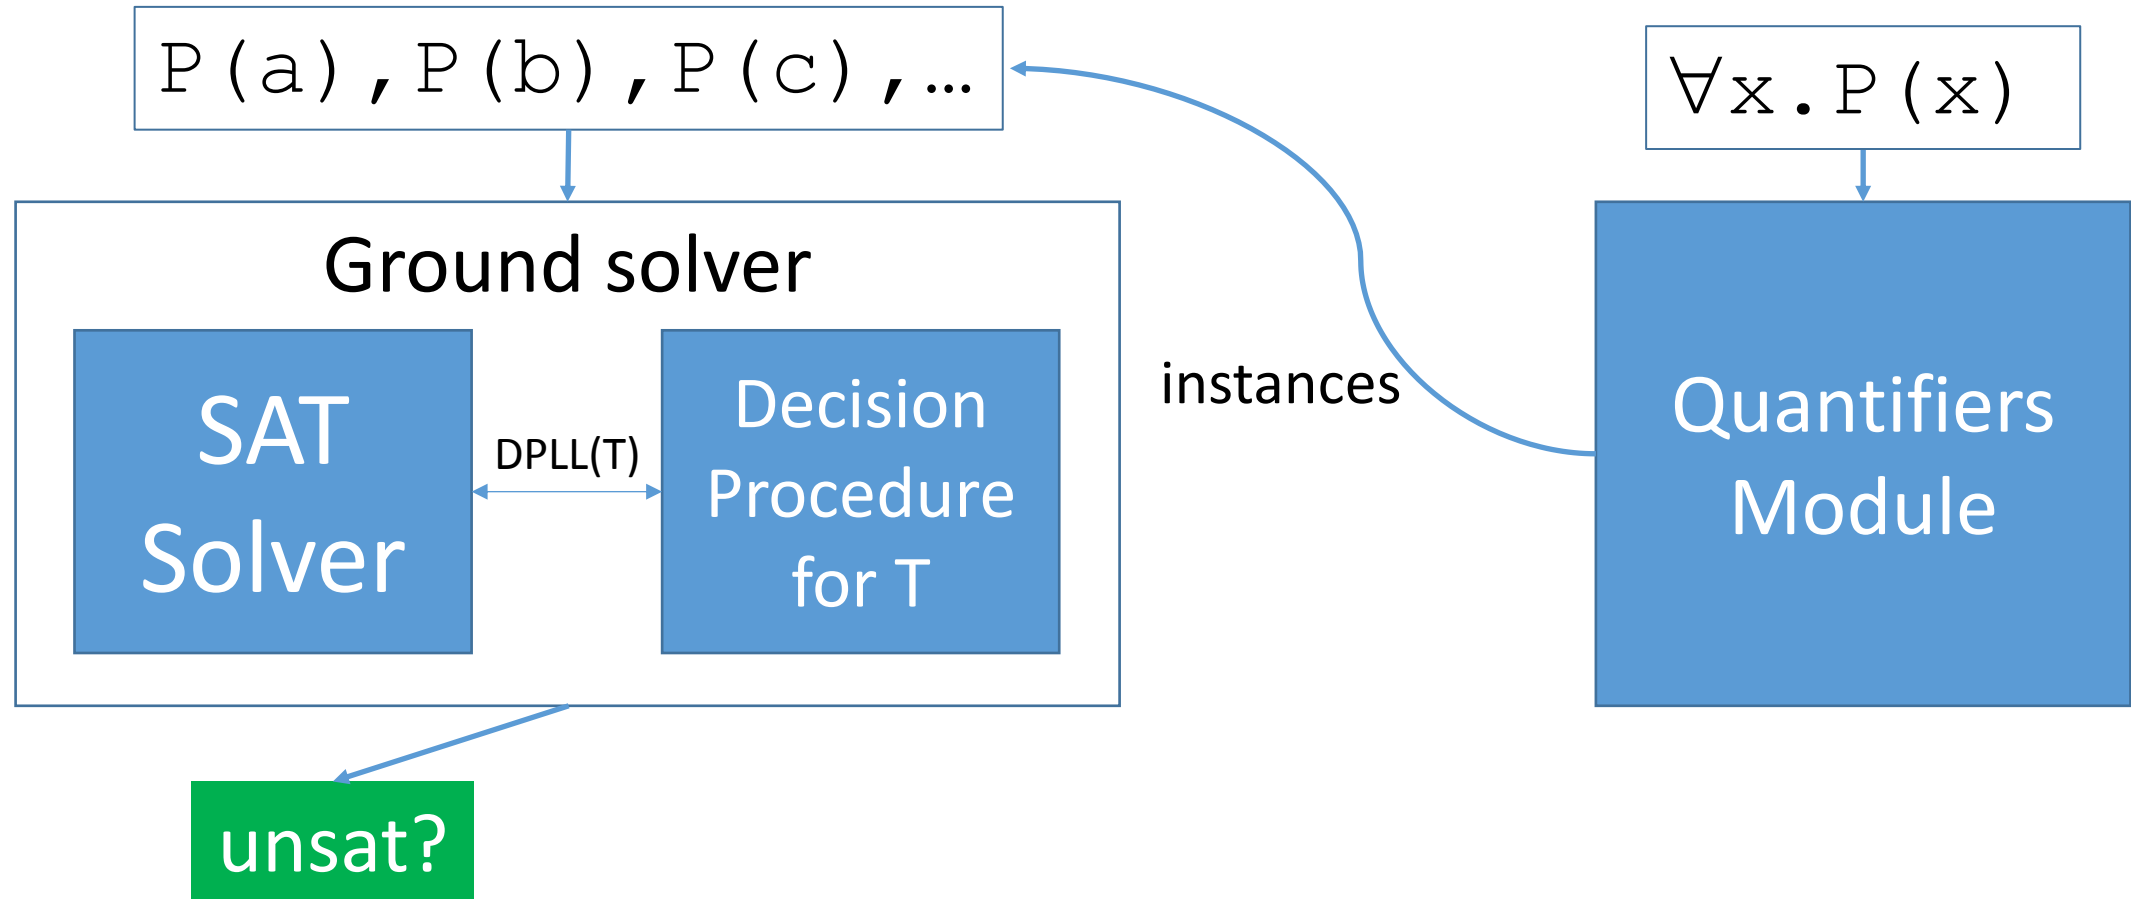 P(a),P(b),P(c),…
∀x.P(x)
Ground solver
SAT
Solver
DPLL(T)
Decision
Procedure
for T
instances
Quantifiers
Module
unsat?